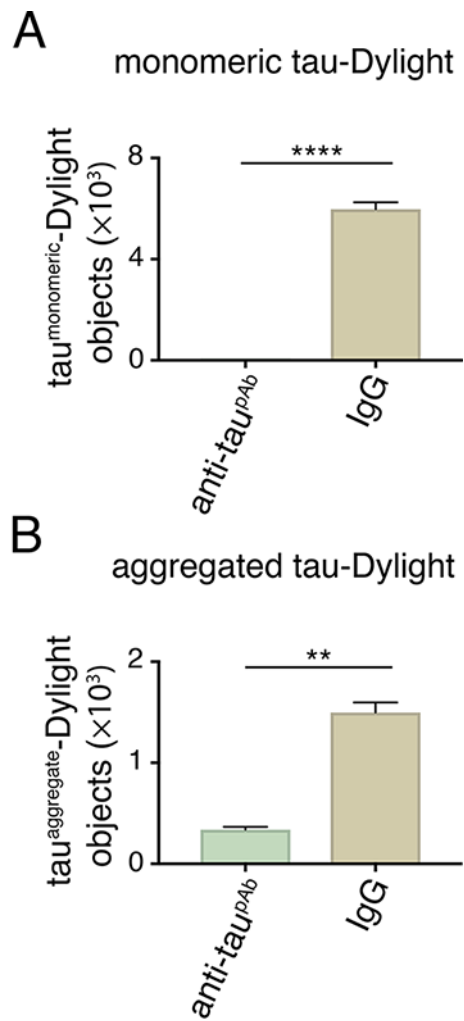 A
monomeric tau-Dylight
tau^monomeric-Dylight
objects (×10³)
8
4
0
****
anti-tau^pAb
IgG
B
aggregated tau-Dylight
tau^aggregate-Dylight
objects (×10³)
2
1
0
**
anti-tau^pAb
IgG